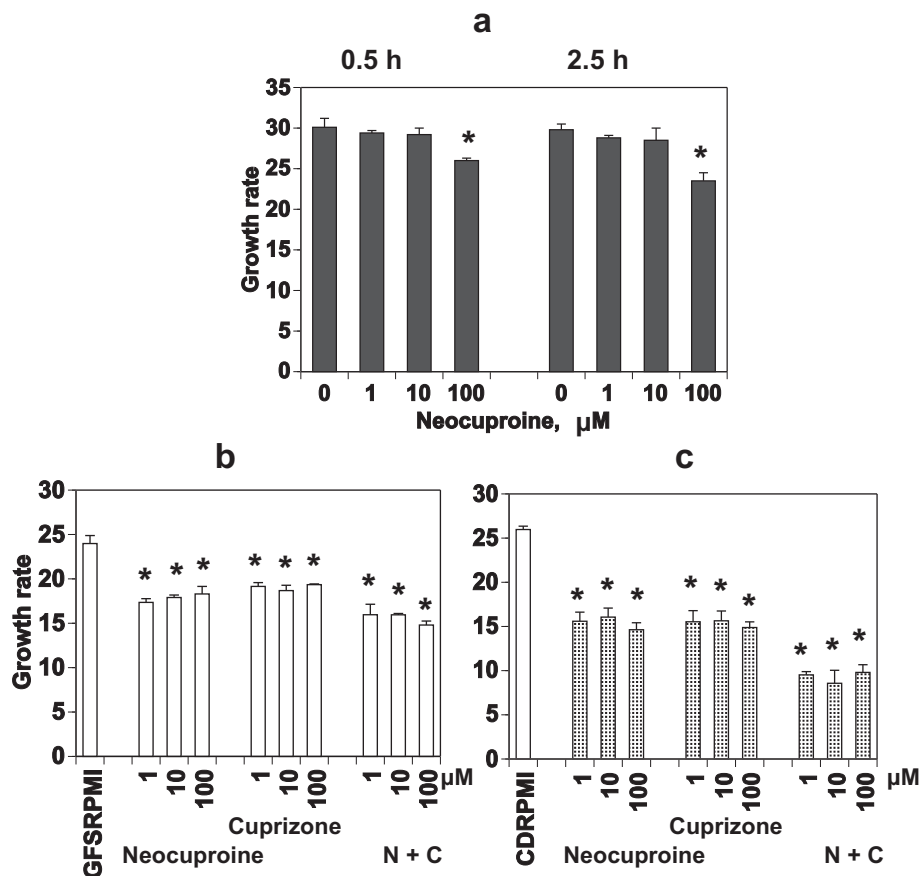 a
0.5 h 2.5 h
35
30
25
20
15
10
5
0
Growth rate
* *
0 1 10 100 0 1 10 100
Neocuproine, µM
b
30
25
20
15
10
5
0
Growth rate
* * * * * * * * *
GFSRPMI 1 10 100 1 10 100 1 10 100 µM
Cuprizone
Neocuproine N + C
c
30
25
20
15
10
5
0
* * * * * * * * *
CDRPMI 1 10 100 1 10 100 1 10 100
Cuprizone
Neocuproine N + C